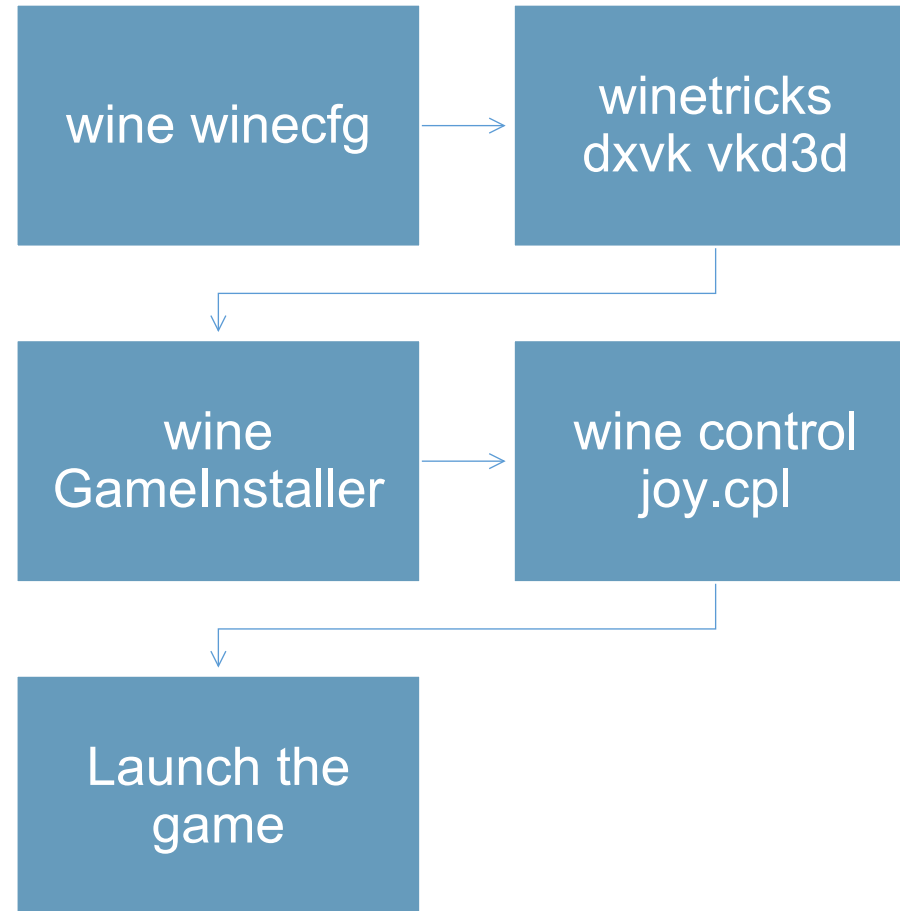 wine winecfg
winetricks
dxvk vkd3d
wine
GameInstaller
wine control
joy.cpl
Launch the
game